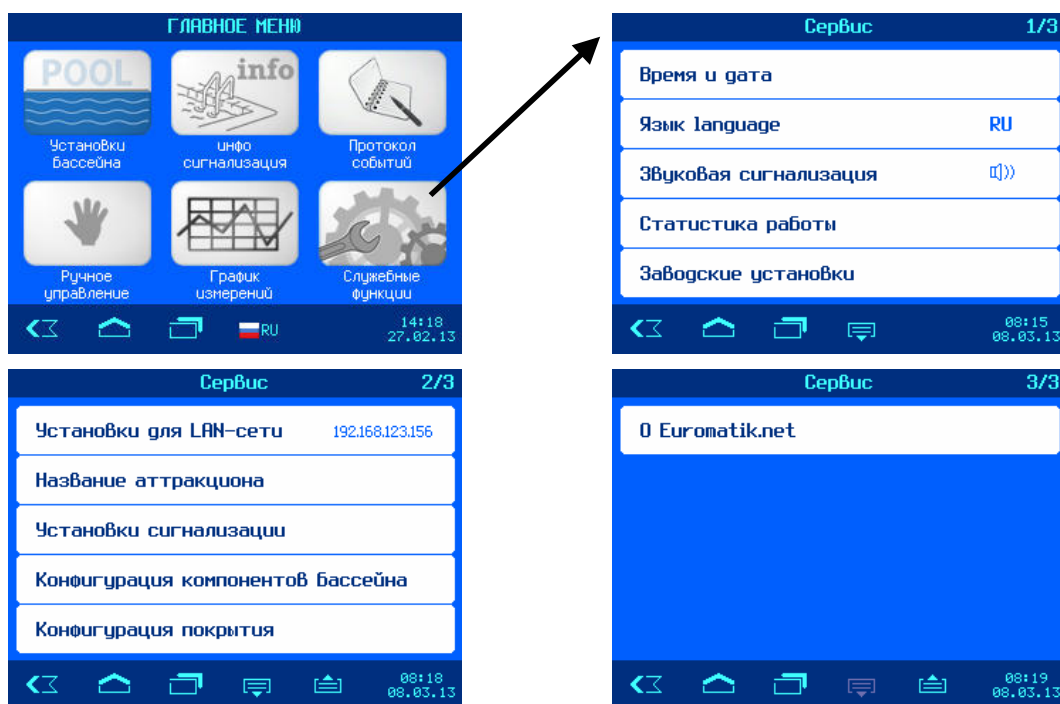 ГЛАВНОЕ МЕНЮ
POOL
info
Установки
бассейна
инфо
сигнализация
Протокол
событий
Ручное
управление
График
измерений
Служебные
функции
RU
14:18
27.02.13
Сервис 1/3
Время и дата
Язык language RU
Звуковая сигнализация
Статистика работы
Заводские установки
08:15
08.03.13
Сервис 2/3
Установки для LAN-сети 192.168.123.156
Название аттракциона
Установки сигнализации
Конфигурация компонентов бассейна
Конфигурация покрытия
08:18
08.03.13
Сервис 3/3
О Euromatik.net
08:19
08.03.13